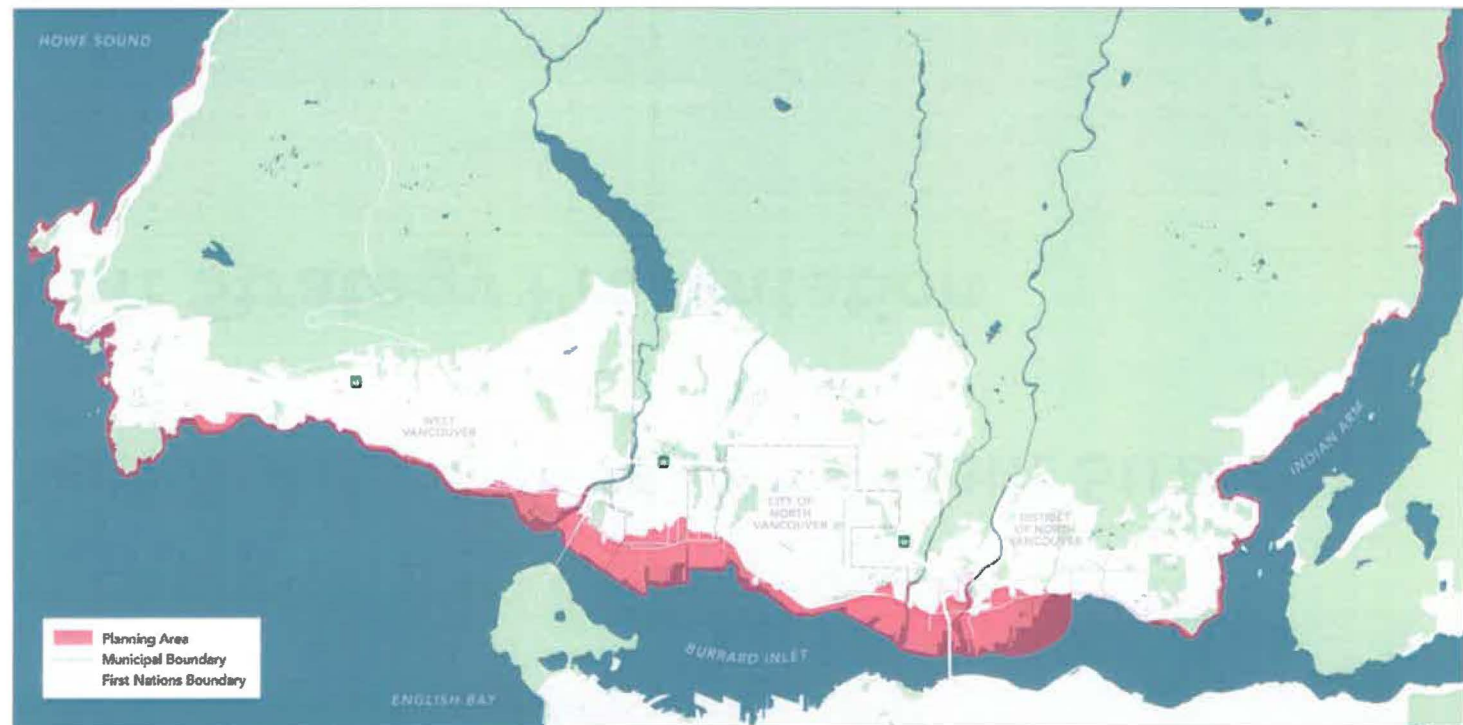 HOWE SOUND
WEST
VANCOUVER
CITY OF
NORTH
VANCOUVER
DISTRICT
OF NORTH
VANCOUVER
INDIAN ARM
BURRARD INLET
ENGLISH BAY
Planning Area
Municipal Boundary
First Nations Boundary